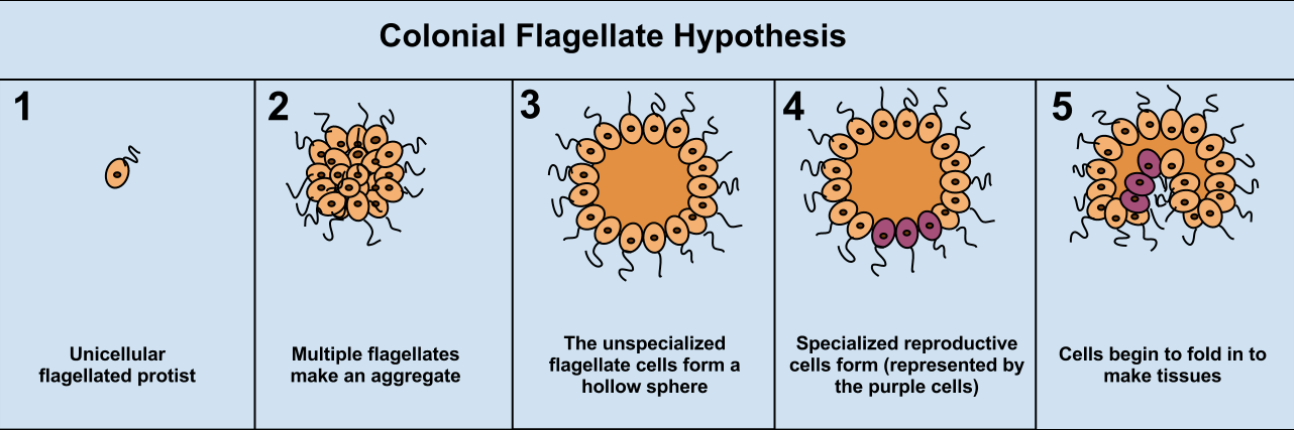 Colonial Flagellate Hypothesis
1
Unicellular
flagellated protist
2
Multiple flagellates
make an aggregate
3
The unspecialized
flagellate cells form a
hollow sphere
4
Specialized reproductive
cells form (represented by
the purple cells)
5
Cells begin to fold in to
make tissues